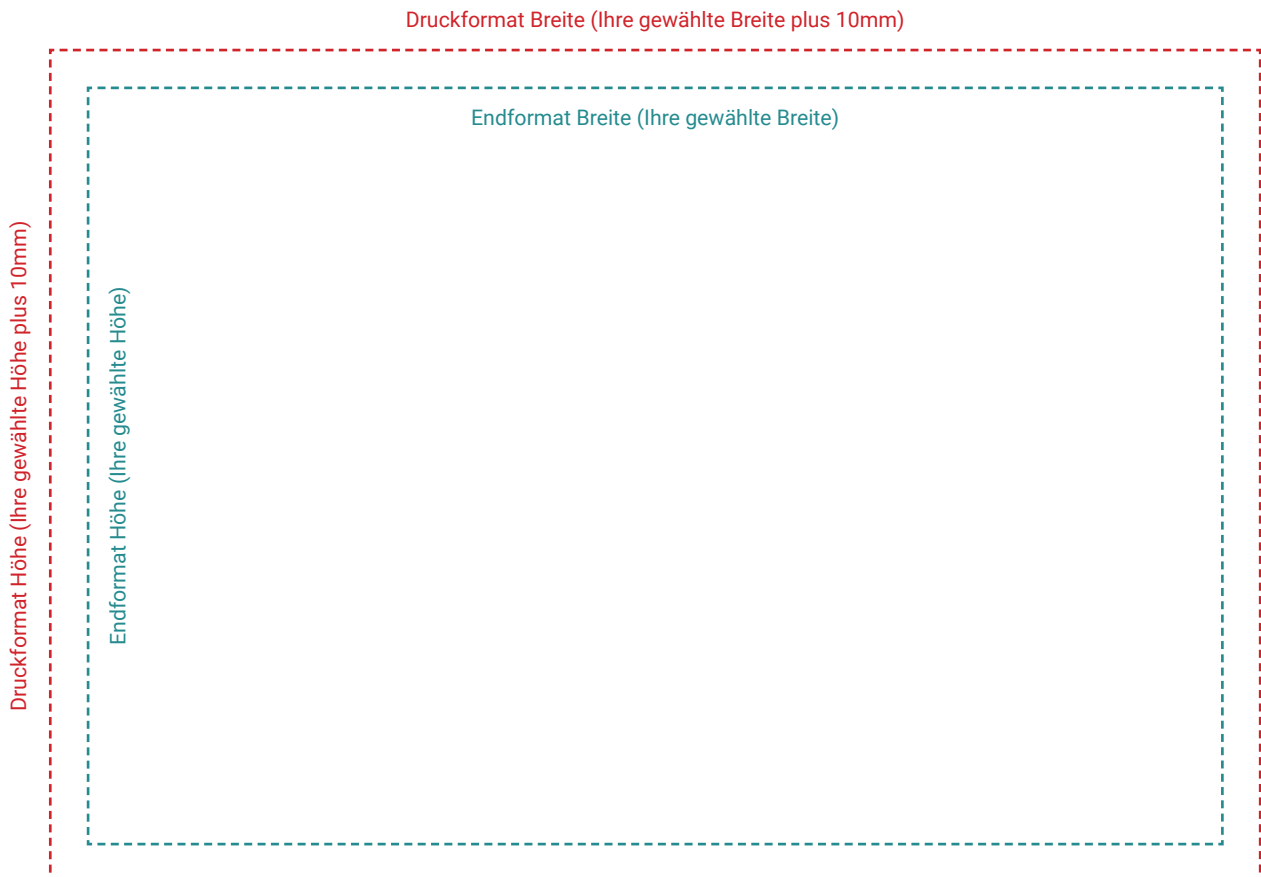 Druckformat Breite (Ihre gewählte Breite plus 10mm)
Endformat Breite (Ihre gewählte Breite)
Druckformat Höhe (Ihre gewählte Höhe plus 10mm)
Endformat Höhe (Ihre gewählte Höhe)